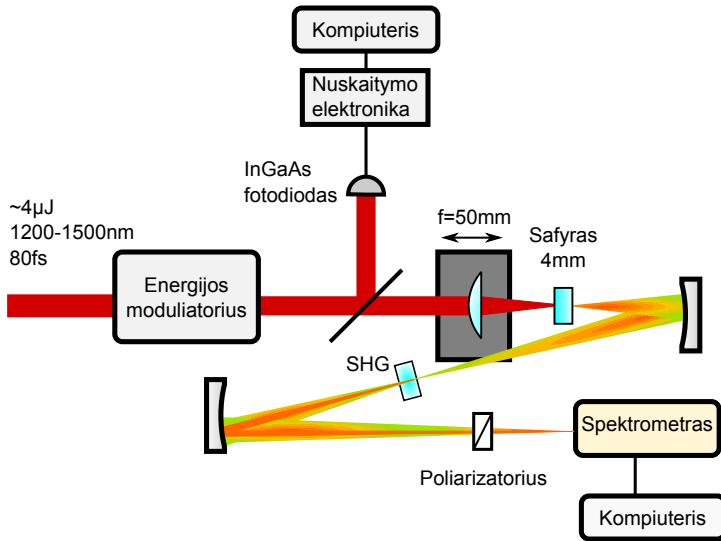 Kompiuteris
Nuskaitymo
elektronika
InGaAs
fotodiodas
~4µJ
1200-1500nm
80fs
Energijos
moduliatorius
f=50mm
Safyras
4mm
SHG
Poliarizatorius
Spektrometras
Kompiuteris